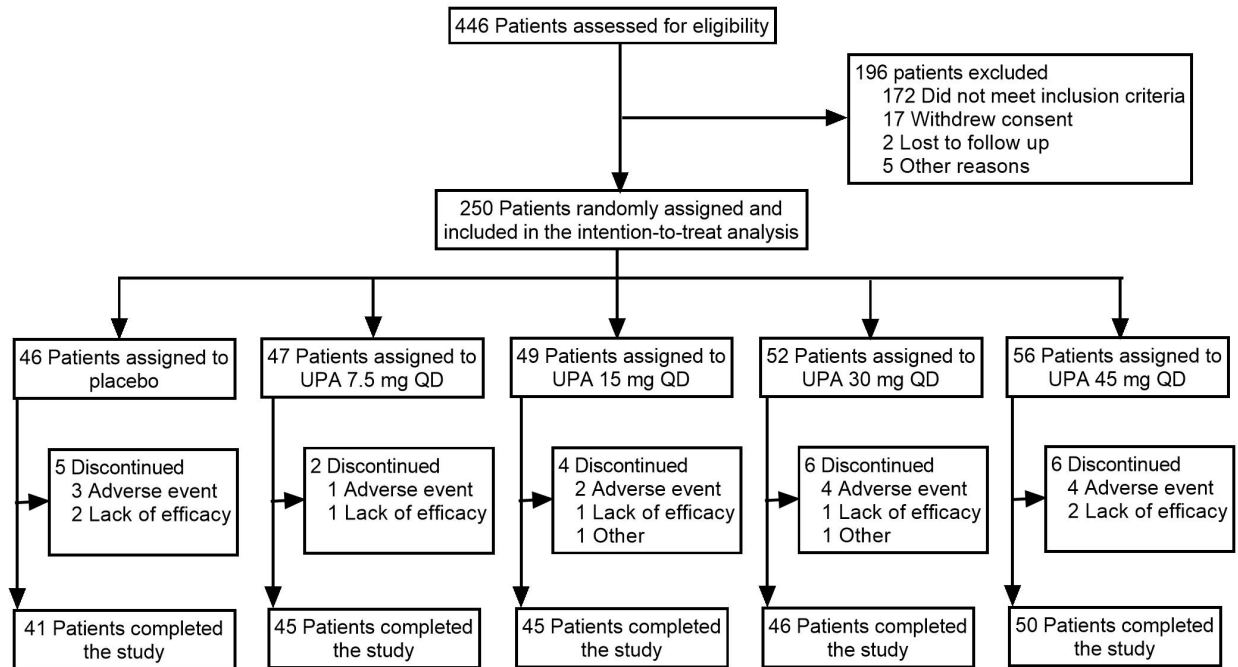 446 Patients assessed for eligibility
196 patients excluded
172 Did not meet inclusion criteria
17 Withdrew consent
2 Lost to follow up
5 Other reasons
250 Patients randomly assigned and
included in the intention-to-treat analysis
46 Patients assigned to
placebo
47 Patients assigned to
UPA 7.5 mg QD
49 Patients assigned to
UPA 15 mg QD
52 Patients assigned to
UPA 30 mg QD
56 Patients assigned to
UPA 45 mg QD
5 Discontinued
3 Adverse event
2 Lack of efficacy
2 Discontinued
1 Adverse event
1 Lack of efficacy
4 Discontinued
2 Adverse event
1 Lack of efficacy
1 Other
6 Discontinued
4 Adverse event
1 Lack of efficacy
1 Other
6 Discontinued
4 Adverse event
2 Lack of efficacy
41 Patients completed
the study
45 Patients completed
the study
45 Patients completed
the study
46 Patients completed
the study
50 Patients completed
the study